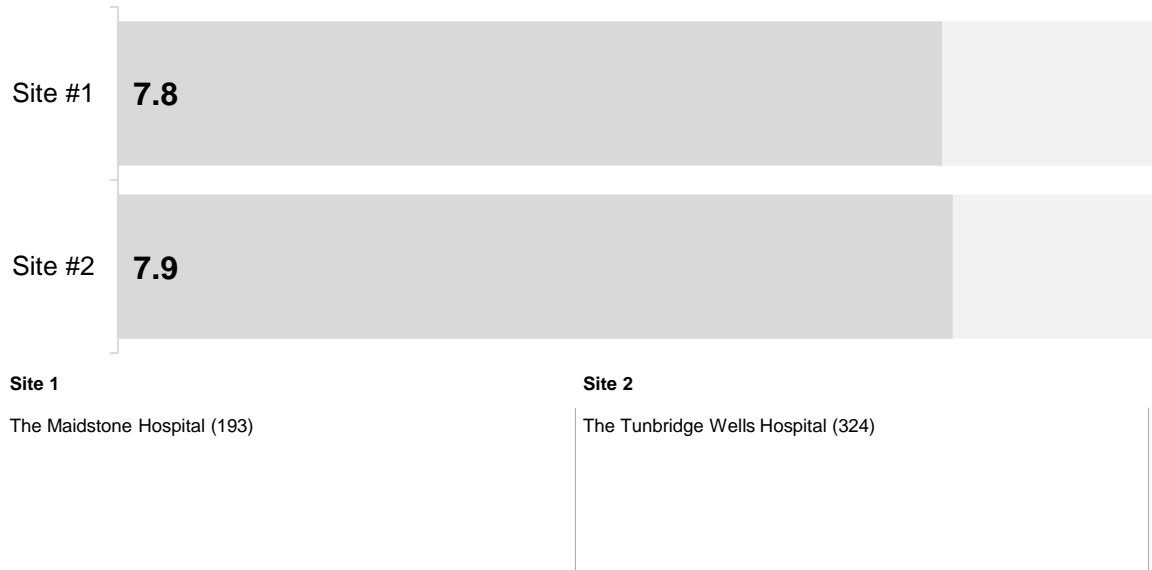 Site #1
7.8
Site #2
7.9
Site 1
Site 2
The Maidstone Hospital (193)
The Tunbridge Wells Hospital (324)